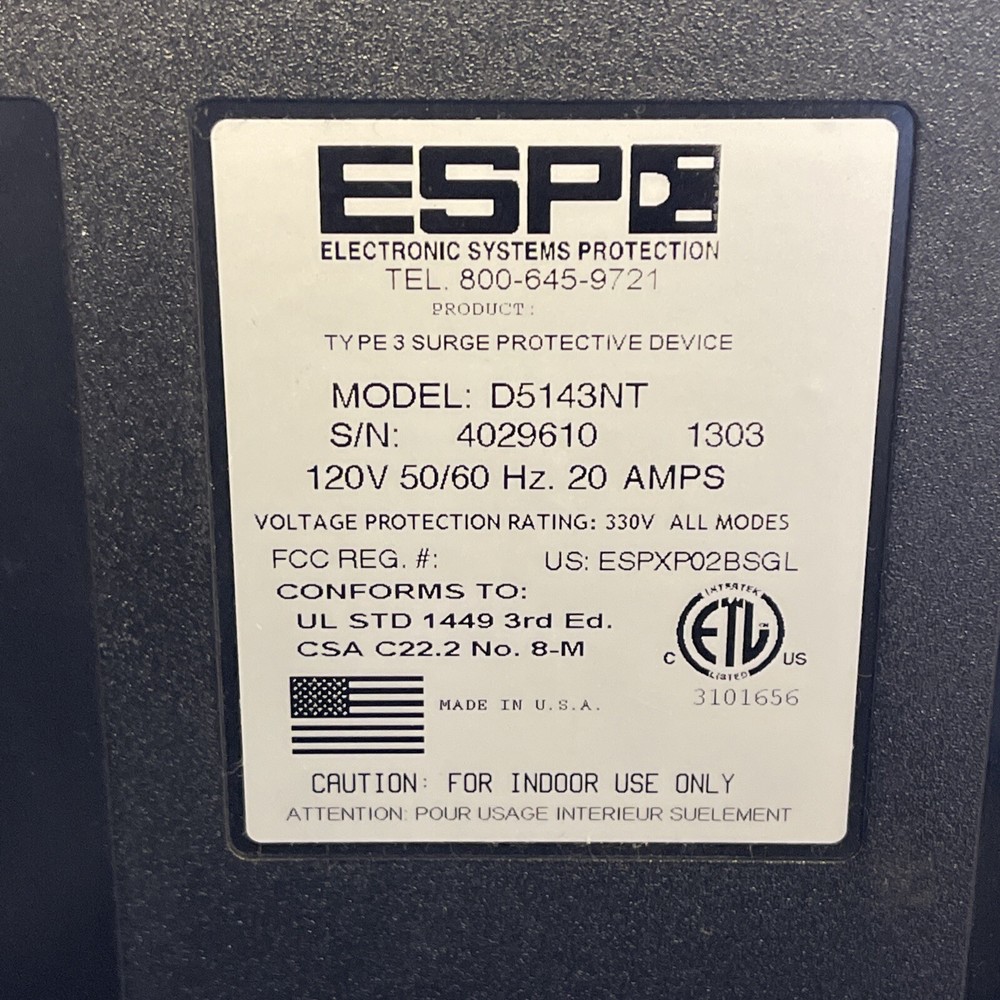 ESP
ELECTRONIC SYSTEMS PROTECTION
TEL. 800-645-9721
PRODUCT:
TYPE 3 SURGE PROTECTIVE DEVICE
MODEL: D5143NT
S/N: 4029610 1303
120V 50/60 Hz. 20 AMPS
VOLTAGE PROTECTION RATING: 330V ALL MODES
FCC REG. #: US: ESPXP02BSGL
CONFORMS TO:
UL STD 1449 3rd Ed.
CSA C22.2 No. 8-M
INTERTEK
ETL TM
C US
LISTED
3101656
MADE IN U.S.A.
CAUTION: FOR INDOOR USE ONLY
ATTENTION: POUR USAGE INTERIEUR SUELEMENT